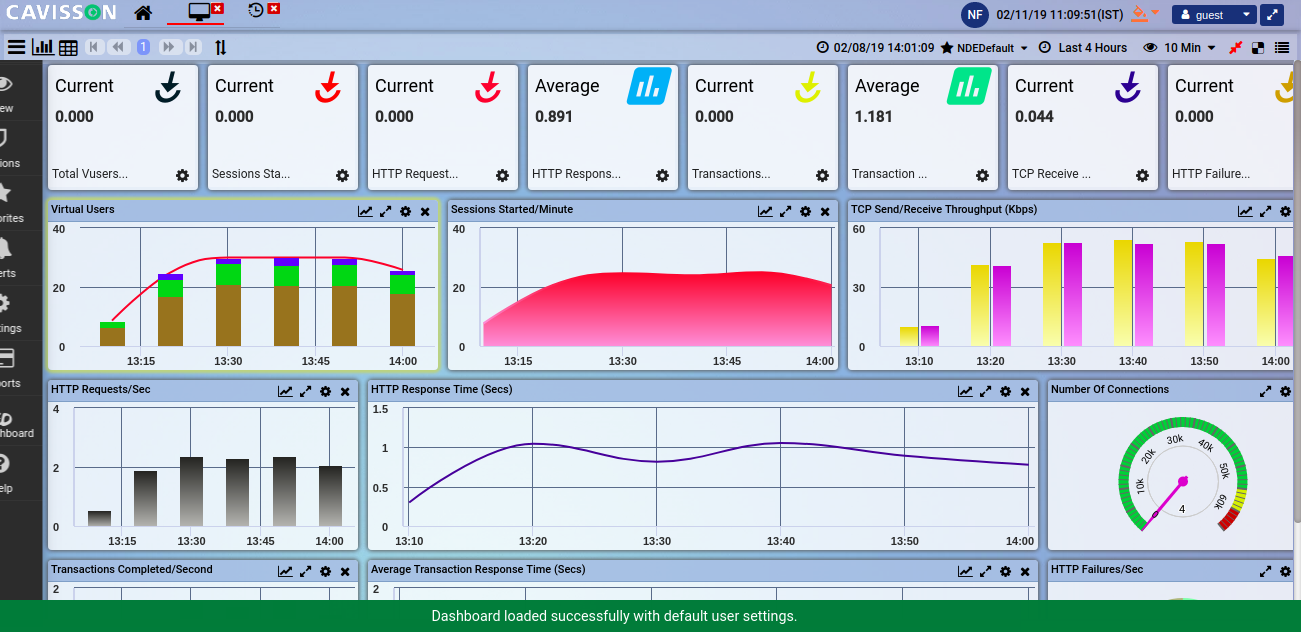 CAVISSON
NF 02/11/19 11:09:51(IST) guest
1 02/08/19 14:01:09 NDEDefault Last 4 Hours 10 Min
Current Current Current Average Current Average Current Current
0.000 0.000 0.000 0.891 0.000 1.181 0.044 0.000
Total Vusers... Sessions Sta... HTTP Request... HTTP Respons... Transactions... Transaction ... TCP Receive ... HTTP Failure...
ew
ions
orites
erts
tings
ports
D
hboard
elp
Virtual Users
40
20
0
13:15 13:30 13:45 14:00
Sessions Started/Minute
40
20
0
13:15 13:30 13:45 14:00
TCP Send/Receive Throughput (Kbps)
60
30
0
13:10 13:20 13:30 13:40 13:50 14:00
HTTP Requests/Sec
4
2
0
13:15 13:30 13:45 14:00
HTTP Response Time (Secs)
1.5
1
0.5
0
13:10 13:20 13:30 13:40 13:50 14:00
Number Of Connections
10k 20k 30k 40k 50k 60k
4
Transactions Completed/Second
2
Average Transaction Response Time (Secs)
2
HTTP Failures/Sec
Dashboard loaded successfully with default user settings.